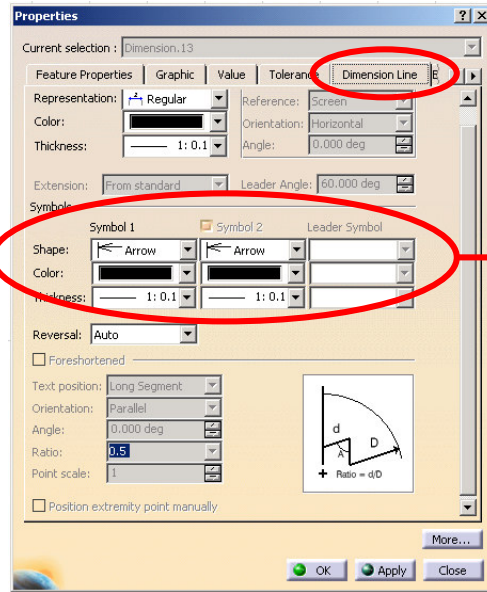 Properties
Current selection : Dimension.13
Feature Properties Graphic Value Tolerance Dimension Line
Representation: Regular Reference: Screen
Color: Orientation: Horizontal
Thickness: 1: 0.1 Angle: 0.000 deg
Extension: From standard Leader Angle: 60.000 deg
Symbols
Symbol 1 Symbol 2 Leader Symbol
Shape: Arrow Arrow
Color:
Thickness: 1: 0.1 1: 0.1
Reversal: Auto
Foreshortened
Text position: Long Segment
Orientation: Parallel
Angle: 0.000 deg
Ratio: 0.5
Point scale: 1
d D
A
Ratio = d/D
Position extremity point manually
More...
OK Apply Close